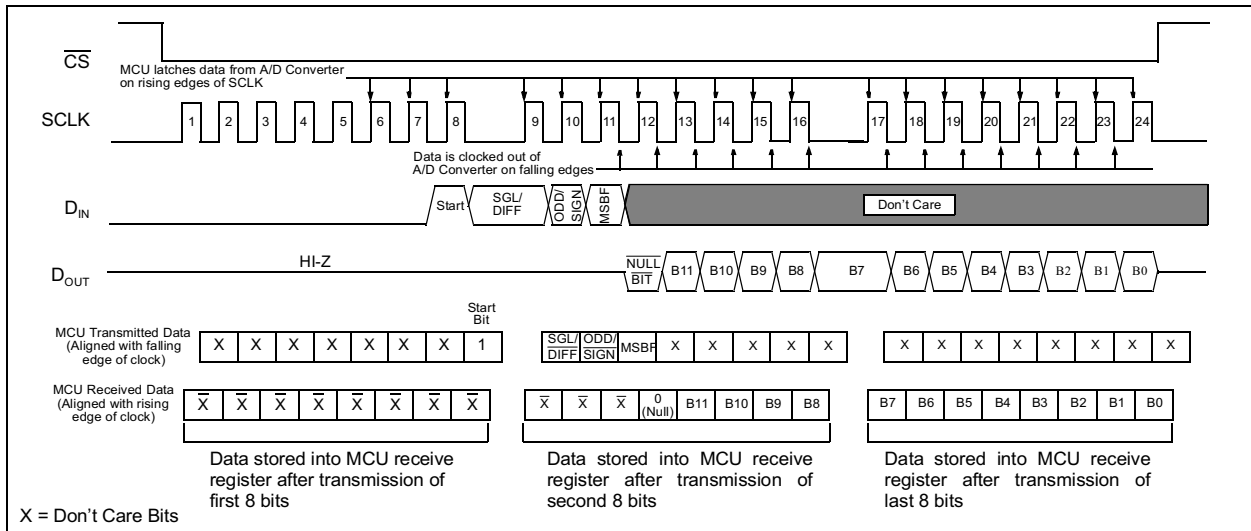 CS
MCU latches data from A/D Converter
on rising edges of SCLK
SCLK
1 2 3 4 5 6 7 8 9 10 11 12 13 14 15 16 17 18 19 20 21 22 23 24
Data is clocked out of
A/D Converter on falling edges
DIN
Start
SGL/
DIFF
ODD/
SIGN
MSBF
Don't Care
DOUT
HI-Z
NULL
BIT
B11 B10 B9 B8 B7 B6 B5 B4 B3 B2 B1 B0
Start
Bit
MCU Transmitted Data
(Aligned with falling
edge of clock)
X X X X X X X 1
SGL/
DIFF
ODD/
SIGN
MSBF X X X X X
X X X X X X X X
MCU Received Data
(Aligned with rising
edge of clock)
X X X X X X X X
X X X 0
(Null)
B11 B10 B9 B8
B7 B6 B5 B4 B3 B2 B1 B0
Data stored into MCU receive
register after transmission of
first 8 bits
Data stored into MCU receive
register after transmission of
second 8 bits
Data stored into MCU receive
register after transmission of
last 8 bits
X = Don't Care Bits